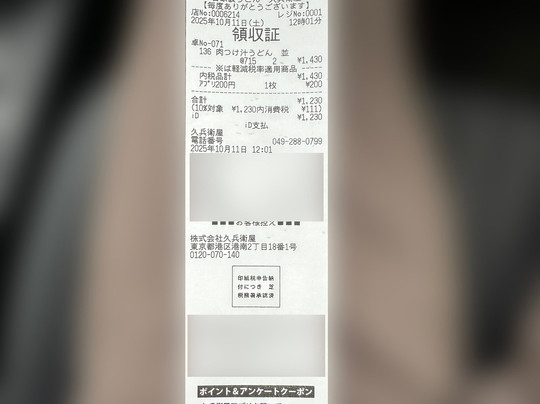 【毎度ありがとうございます】
店No:0006214 レジNo:0001
2025年10月11日(土) 12時01分
領収証
卓No-071
136 肉つけ汁うどん 並
@715 2 ¥1,430
※は軽減税率適用商品
内税品計 ¥1,430
アプリ200円 1枚 ¥200
合計 ¥1,230
(10%対象 ¥1,230内消費税 ¥111)
iD ¥1,230
iD支払
久兵衛屋
電話番号 049-288-0799
2025年10月11日 12:01
■■■お客様控え■■■
株式会社久兵衛屋
東京都港区港南2丁目18番1号
0120-070-140
印紙税申告納
付につき 芝
税務署承認済
ポイント&アンケートクーポン